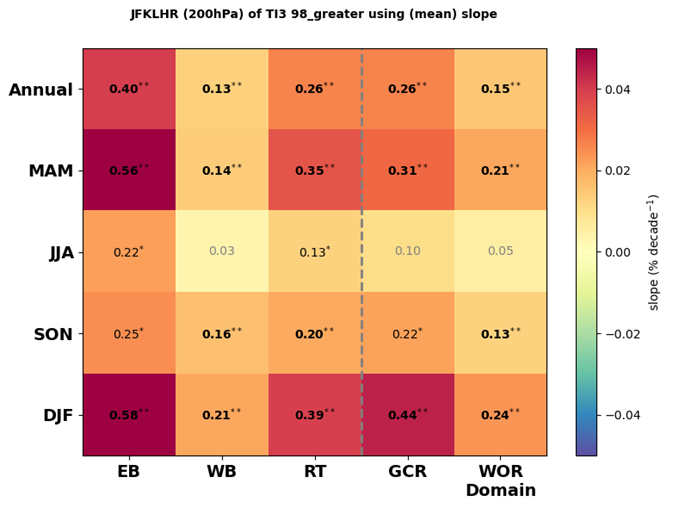 JFKLHR (200hPa) of TI3 98_greater using (mean) slope
Annual 0.40** 0.13** 0.26** 0.26** 0.15**
MAM 0.56** 0.14** 0.35** 0.31** 0.21**
JJA 0.22* 0.03 0.13* 0.10 0.05
SON 0.25* 0.16** 0.20** 0.22* 0.13**
DJF 0.58** 0.21** 0.39** 0.44** 0.24**
EB WB RT GCR WOR
Domain
0.04
0.02
0.00
−0.02
−0.04
slope (% decade⁻¹)